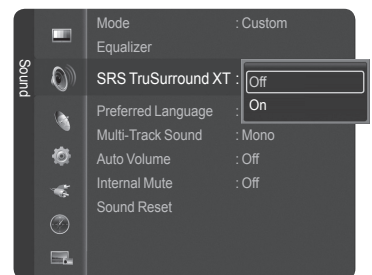 Sound
Mode : Custom
Equalizer
SRS TruSurround XT : Off
On
Preferred Language :
Multi-Track Sound : Mono
Auto Volume : Off
Internal Mute : Off
Sound Reset